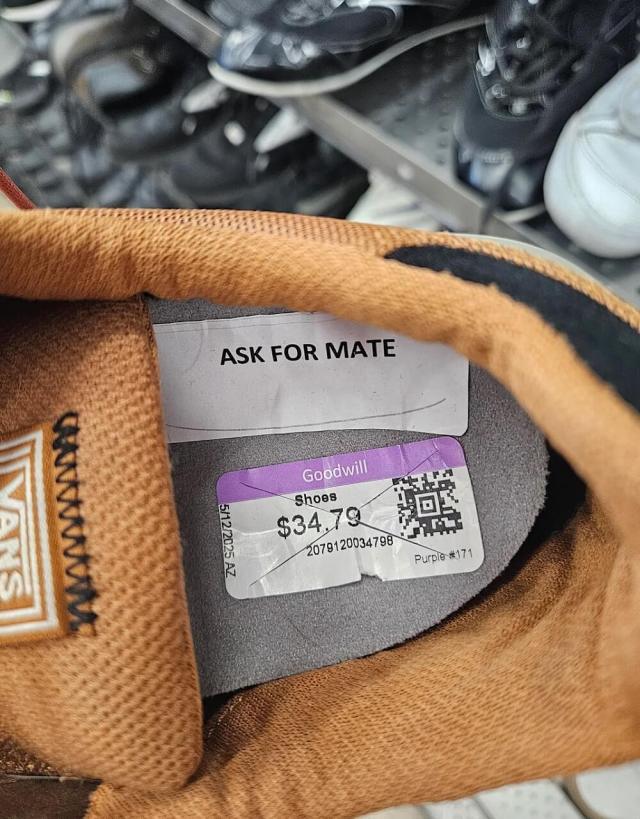 ASK FOR MATE
Goodwill
Shoes
$34.79
2079120034798
Purple #171
5/12/2025 AZ
VANS